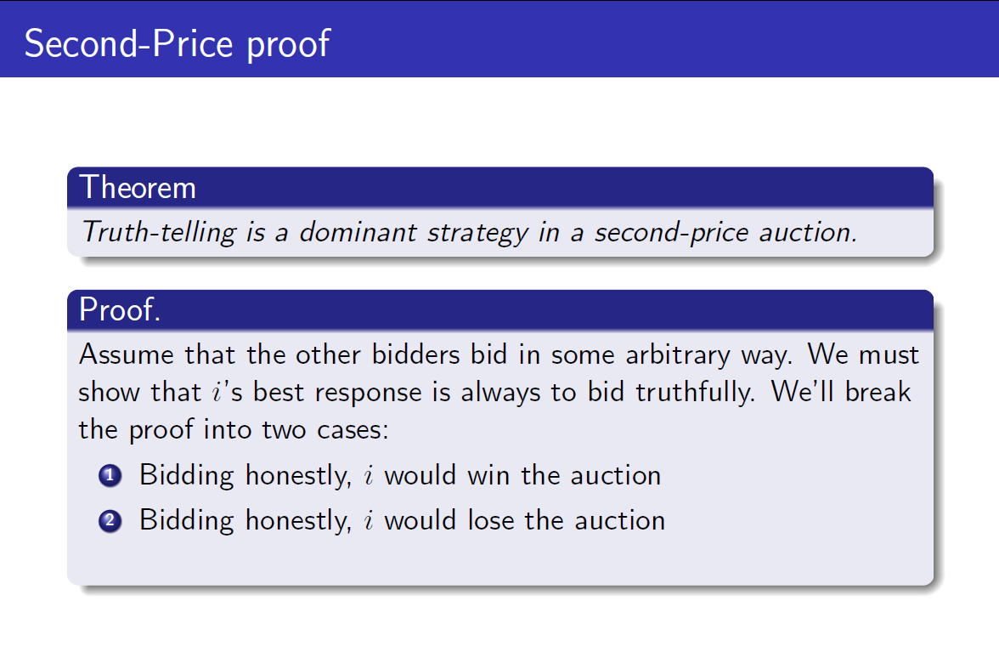 Second-Price proof
Theorem
Truth-telling is a dominant strategy in a second-price auction.
Proof.
Assume that the other bidders bid in some arbitrary way. We must
show that i's best response is always to bid truthfully. We'll break
the proof into two cases:
1 Bidding honestly, i would win the auction
2 Bidding honestly, i would lose the auction